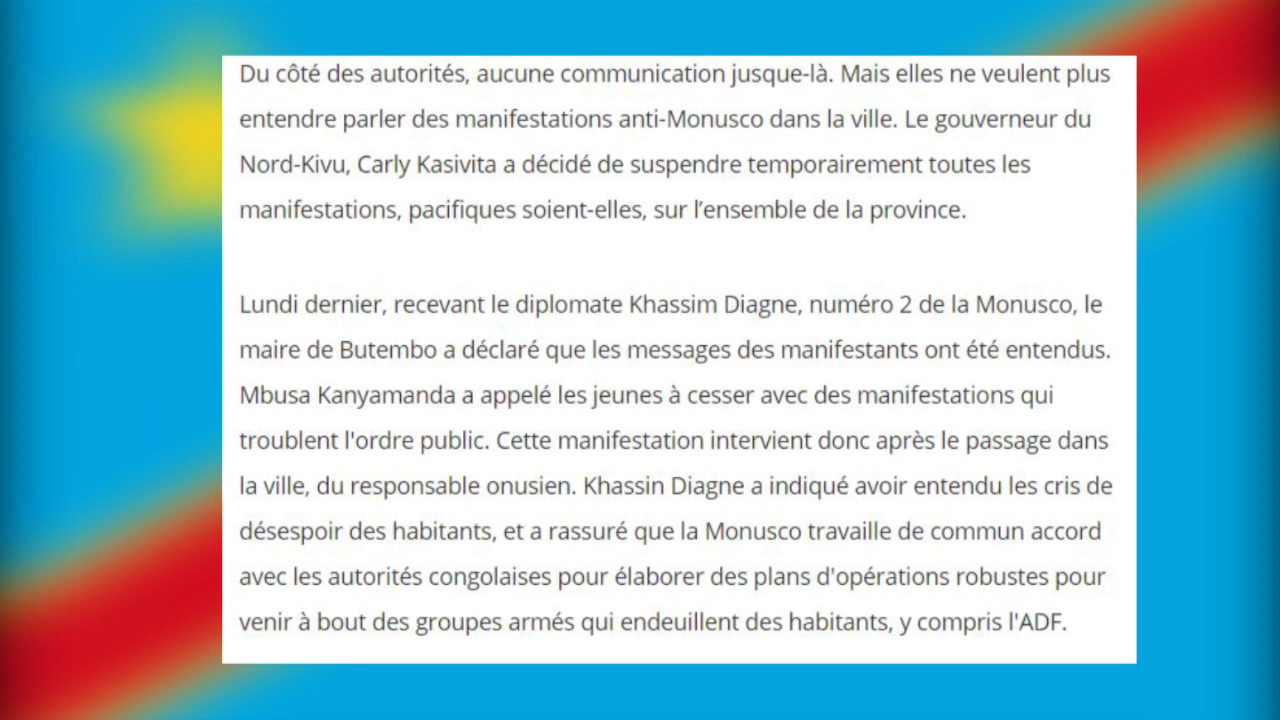 Du côté des autorités, aucune communication jusque-là. Mais elles ne veulent plus
entendre parler des manifestations anti-Monusco dans la ville. Le gouverneur du
Nord-Kivu, Carly Kasivita a décidé de suspendre temporairement toutes les
manifestations, pacifiques soient-elles, sur l’ensemble de la province.
Lundi dernier, recevant le diplomate Khassim Diagne, numéro 2 de la Monusco, le
maire de Butembo a déclaré que les messages des manifestants ont été entendus.
Mbusa Kanyamanda a appelé les jeunes à cesser avec des manifestations qui
troublent l'ordre public. Cette manifestation intervient donc après le passage dans
la ville, du responsable onusien. Khassin Diagne a indiqué avoir entendu les cris de
désespoir des habitants, et a rassuré que la Monusco travaille de commun accord
avec les autorités congolaises pour élaborer des plans d'opérations robustes pour
venir à bout des groupes armés qui endeuillent des habitants, y compris l'ADF.